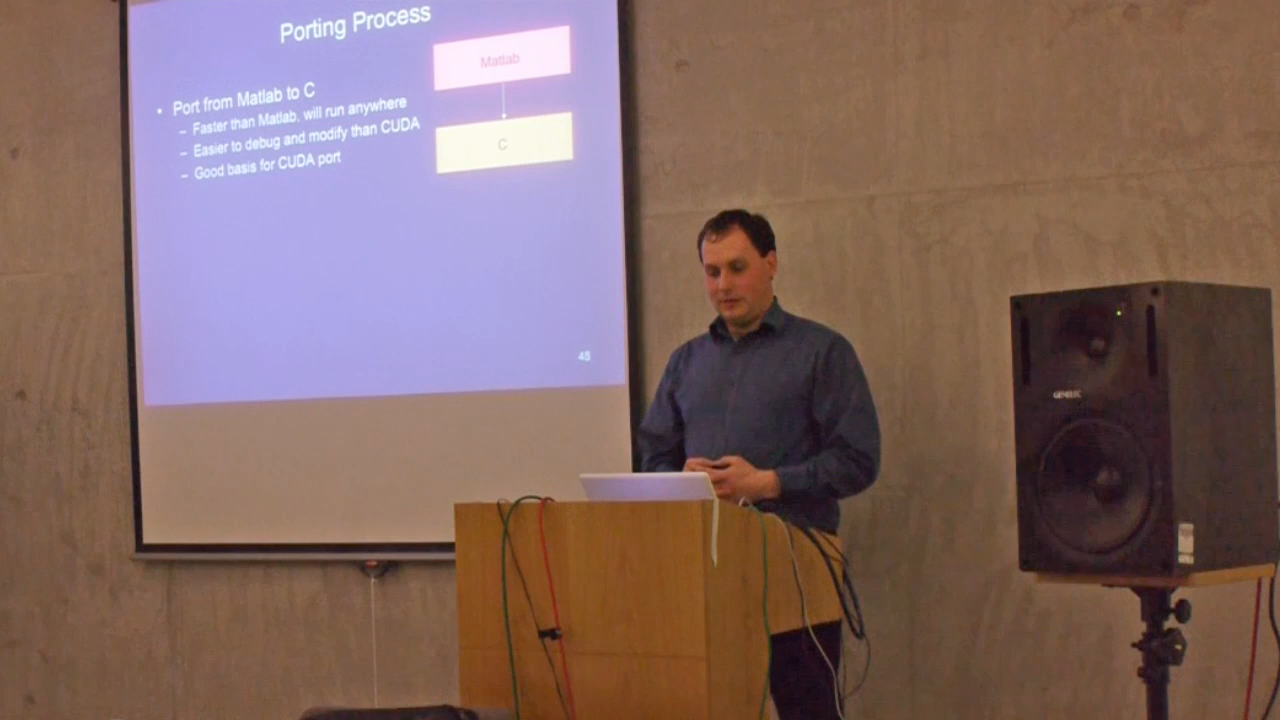 Porting Process
Matlab
• Port from Matlab to C
– Faster than Matlab, will run anywhere
– Easier to debug and modify than CUDA
– Good basis for CUDA port
C
48
GENELEC